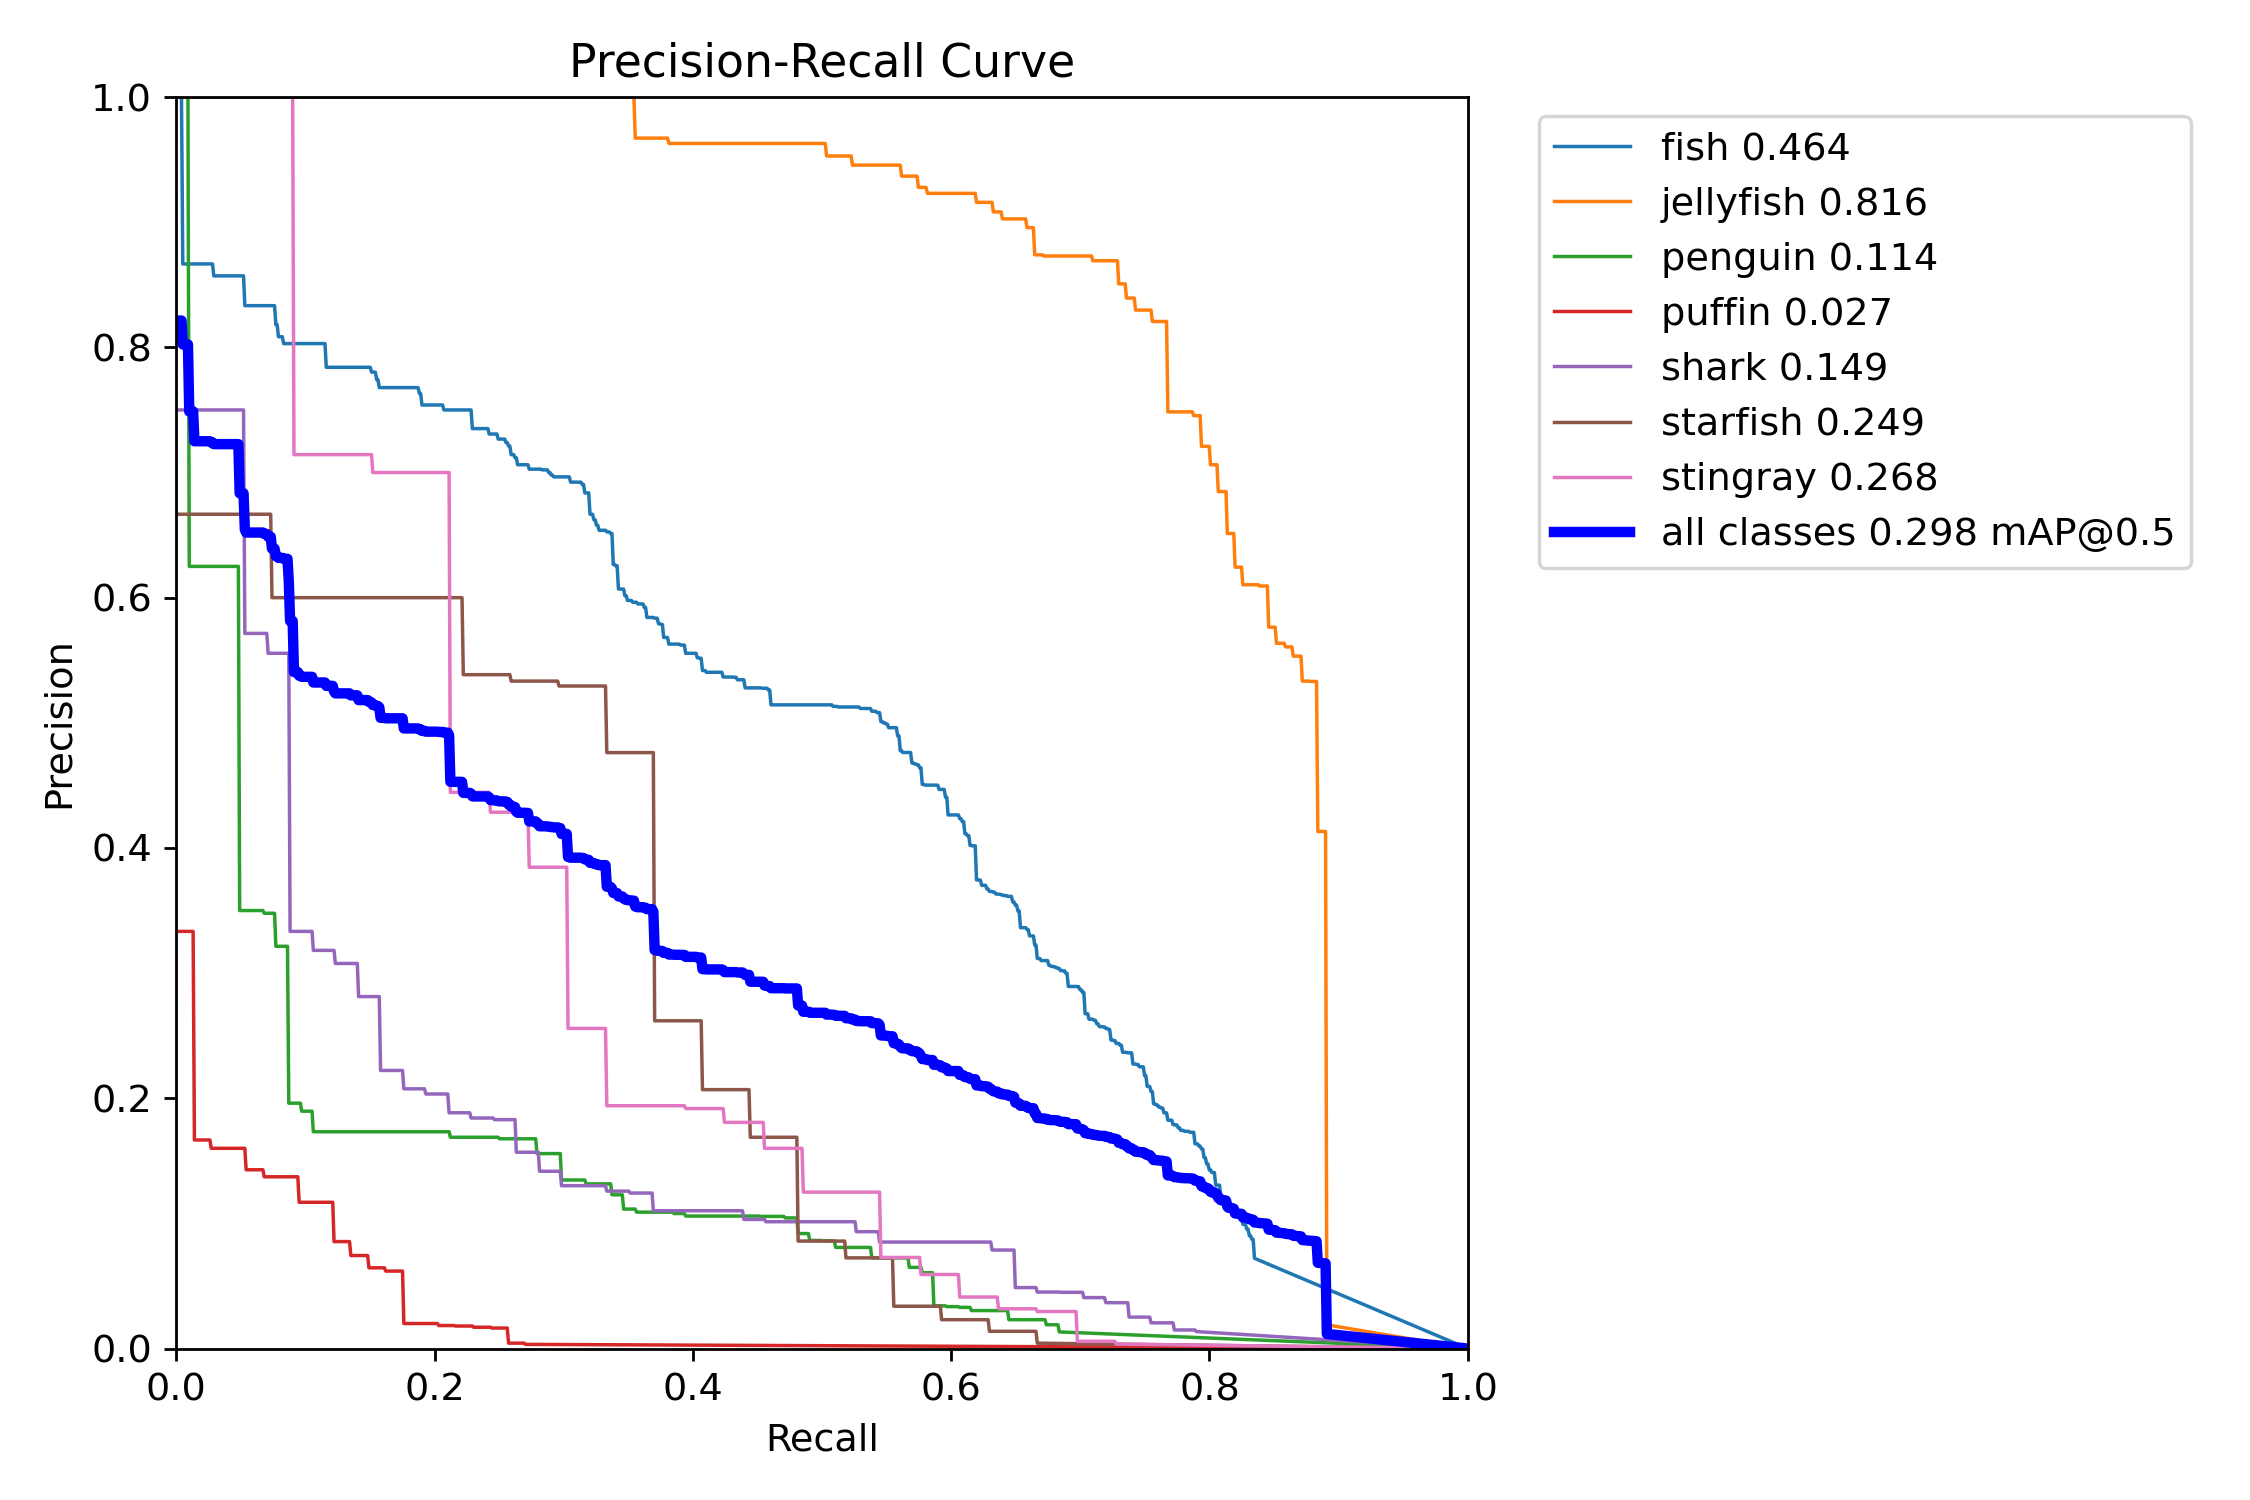 Precision-Recall Curve
1.0
0.8
0.6
0.4
0.2
0.0
Precision
0.0 0.2 0.4 0.6 0.8 1.0
Recall
fish 0.464
jellyfish 0.816
penguin 0.114
puffin 0.027
shark 0.149
starfish 0.249
stingray 0.268
all classes 0.298 mAP@0.5